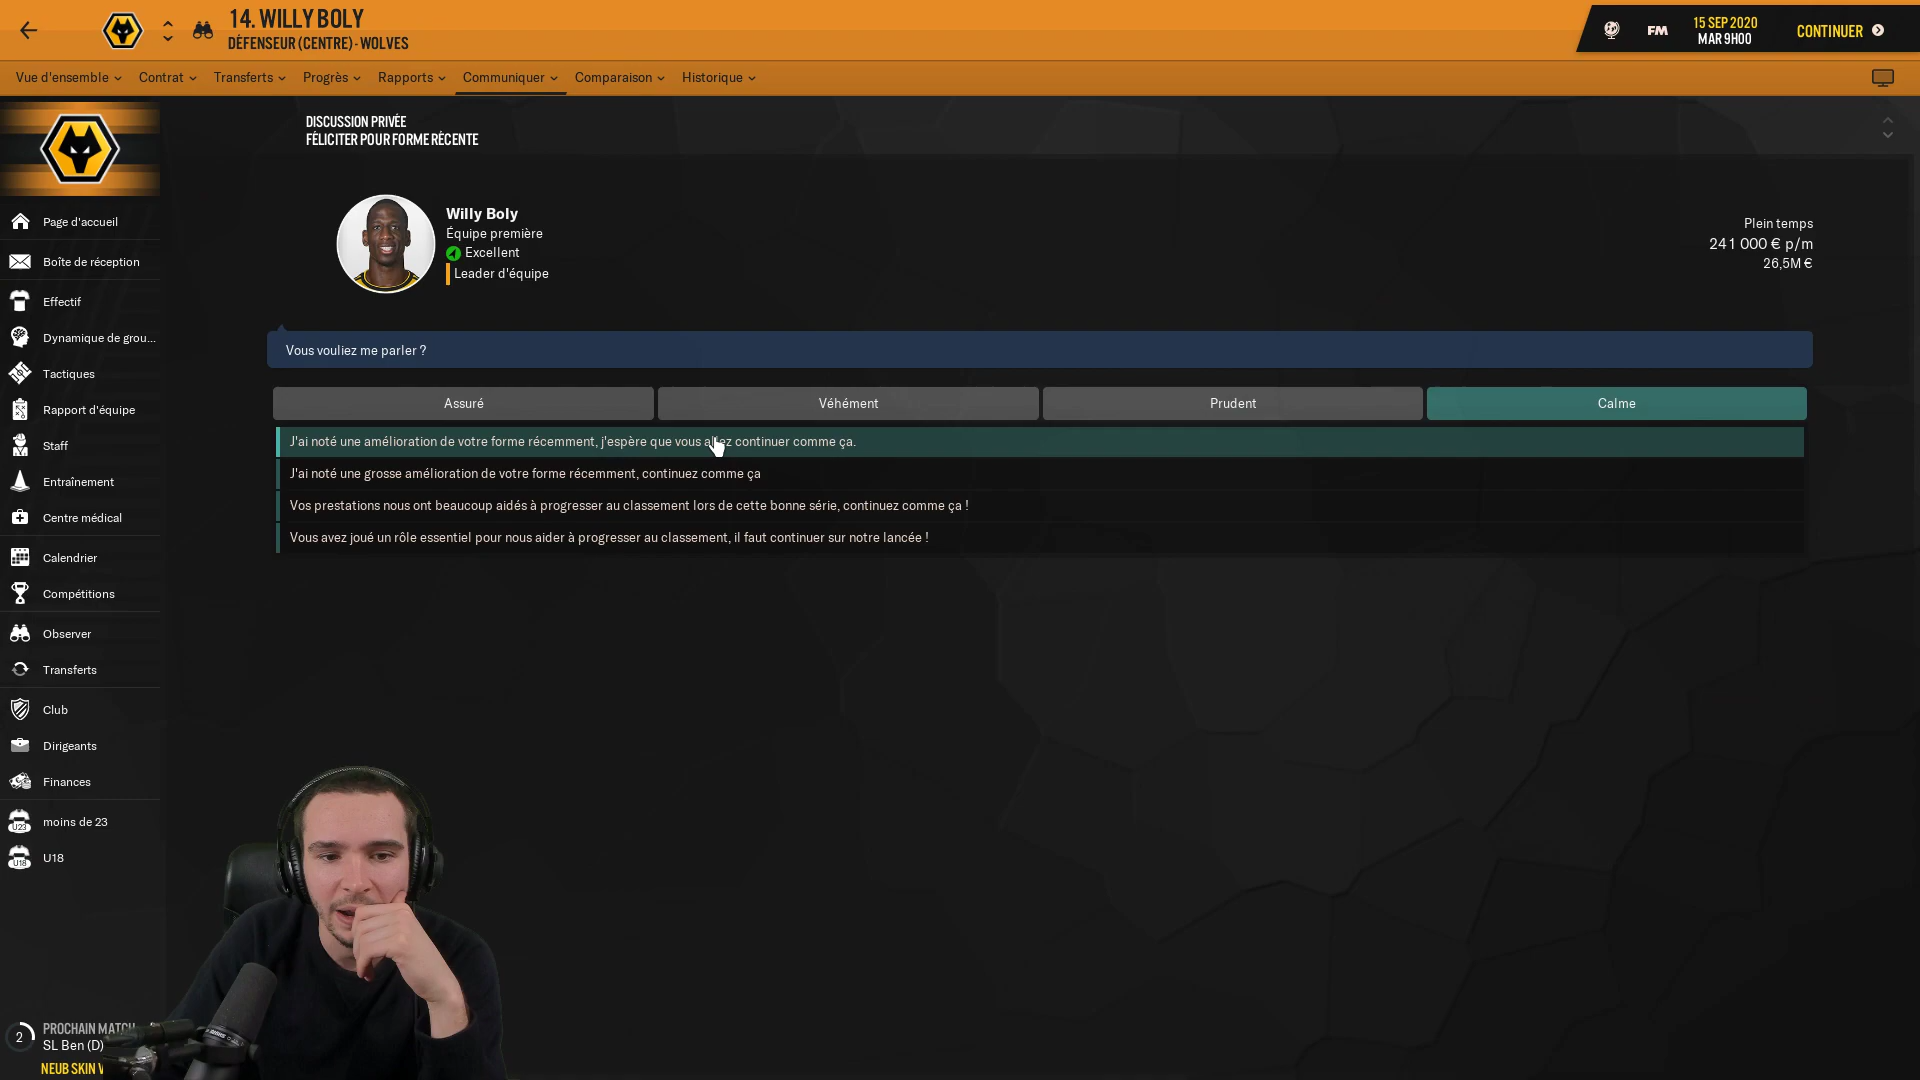 14. WILLY BOLY
DÉFENSEUR (CENTRE) - WOLVES
FM
15 SEP 2020
MAR 9H00
CONTINUER
Vue d'ensemble
Contrat
Transferts
Progrès
Rapports
Communiquer
Comparaison
Historique
DISCUSSION PRIVÉE
FÉLICITER POUR FORME RÉCENTE
Willy Boly
Équipe première
Excellent
Leader d'équipe
Plein temps
241 000 € p/m
26,5M €
Vous vouliez me parler ?
Assuré
Véhément
Prudent
Calme
J'ai noté une amélioration de votre forme récemment, j'espère que vous allez continuer comme ça.
J'ai noté une grosse amélioration de votre forme récemment, continuez comme ça
Vos prestations nous ont beaucoup aidés à progresser au classement lors de cette bonne série, continuez comme ça !
Vous avez joué un rôle essentiel pour nous aider à progresser au classement, il faut continuer sur notre lancée !
Page d'accueil
Boîte de réception
Effectif
Dynamique de grou...
Tactiques
Rapport d'équipe
Staff
Entraînement
Centre médical
Calendrier
Compétitions
Observer
Transferts
Club
Dirigeants
Finances
U23 moins de 23
U18 U18
2
PROCHAIN MATCH
SL Ben (D)
NEUB SKIN V